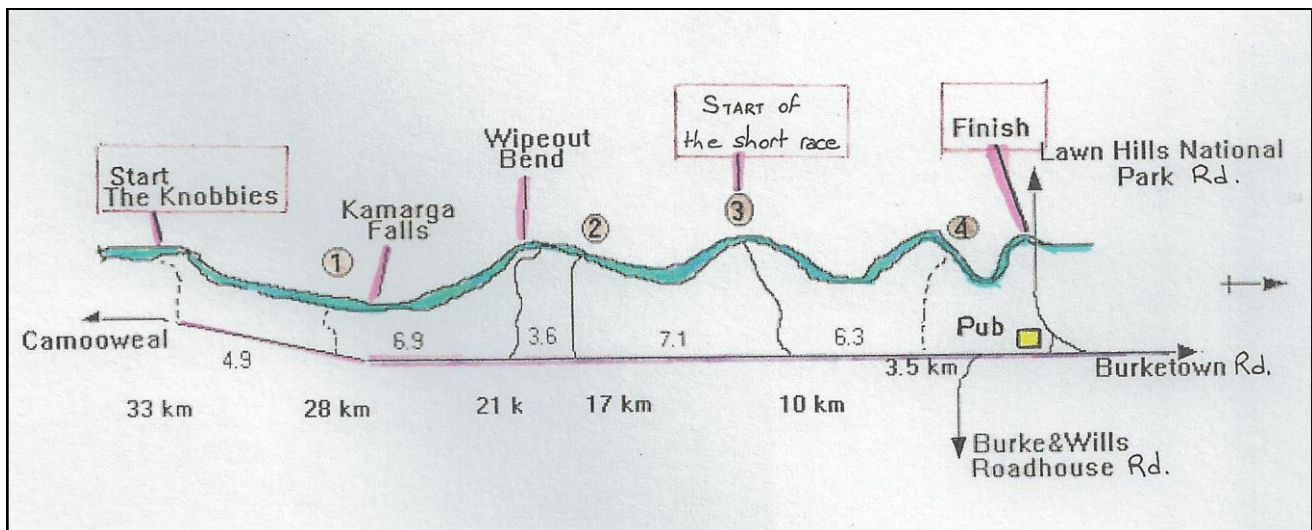 START of
the short race
Finish
Wipeout
Bend
Lawn Hills National
Park Rd.
Start
The Knobbies
Kamarga
Falls
1
2
3
4
Camooweal
4.9
6.9
3.6
7.1
6.3
Pub
3.5 km
Burketown Rd.
33 km
28 km
21 k
17 km
10 km
Burke&Wills
Roadhouse Rd.